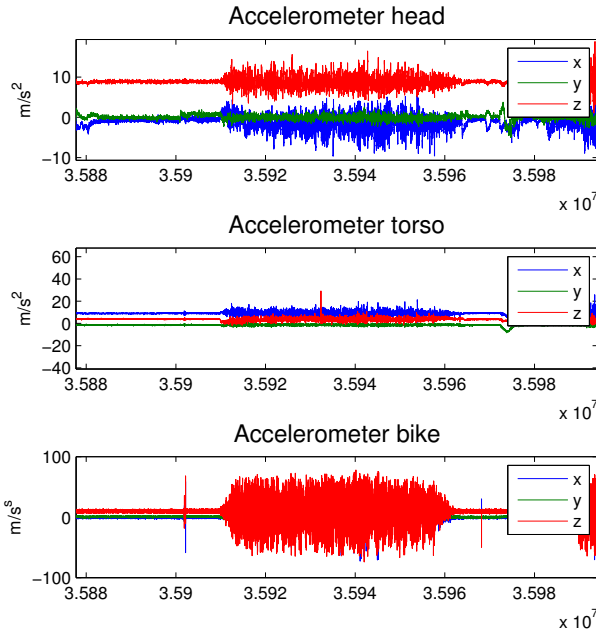 Accelerometer head
m/s²
10
0
−10
x
y
z
3.588 3.59 3.592 3.594 3.596 3.598
x 10⁷
Accelerometer torso
m/s²
60
40
20
0
−20
−40
x
y
z
3.588 3.59 3.592 3.594 3.596 3.598
x 10⁷
Accelerometer bike
m/sˢ
100
0
−100
x
y
z
3.588 3.59 3.592 3.594 3.596 3.598
x 10⁷